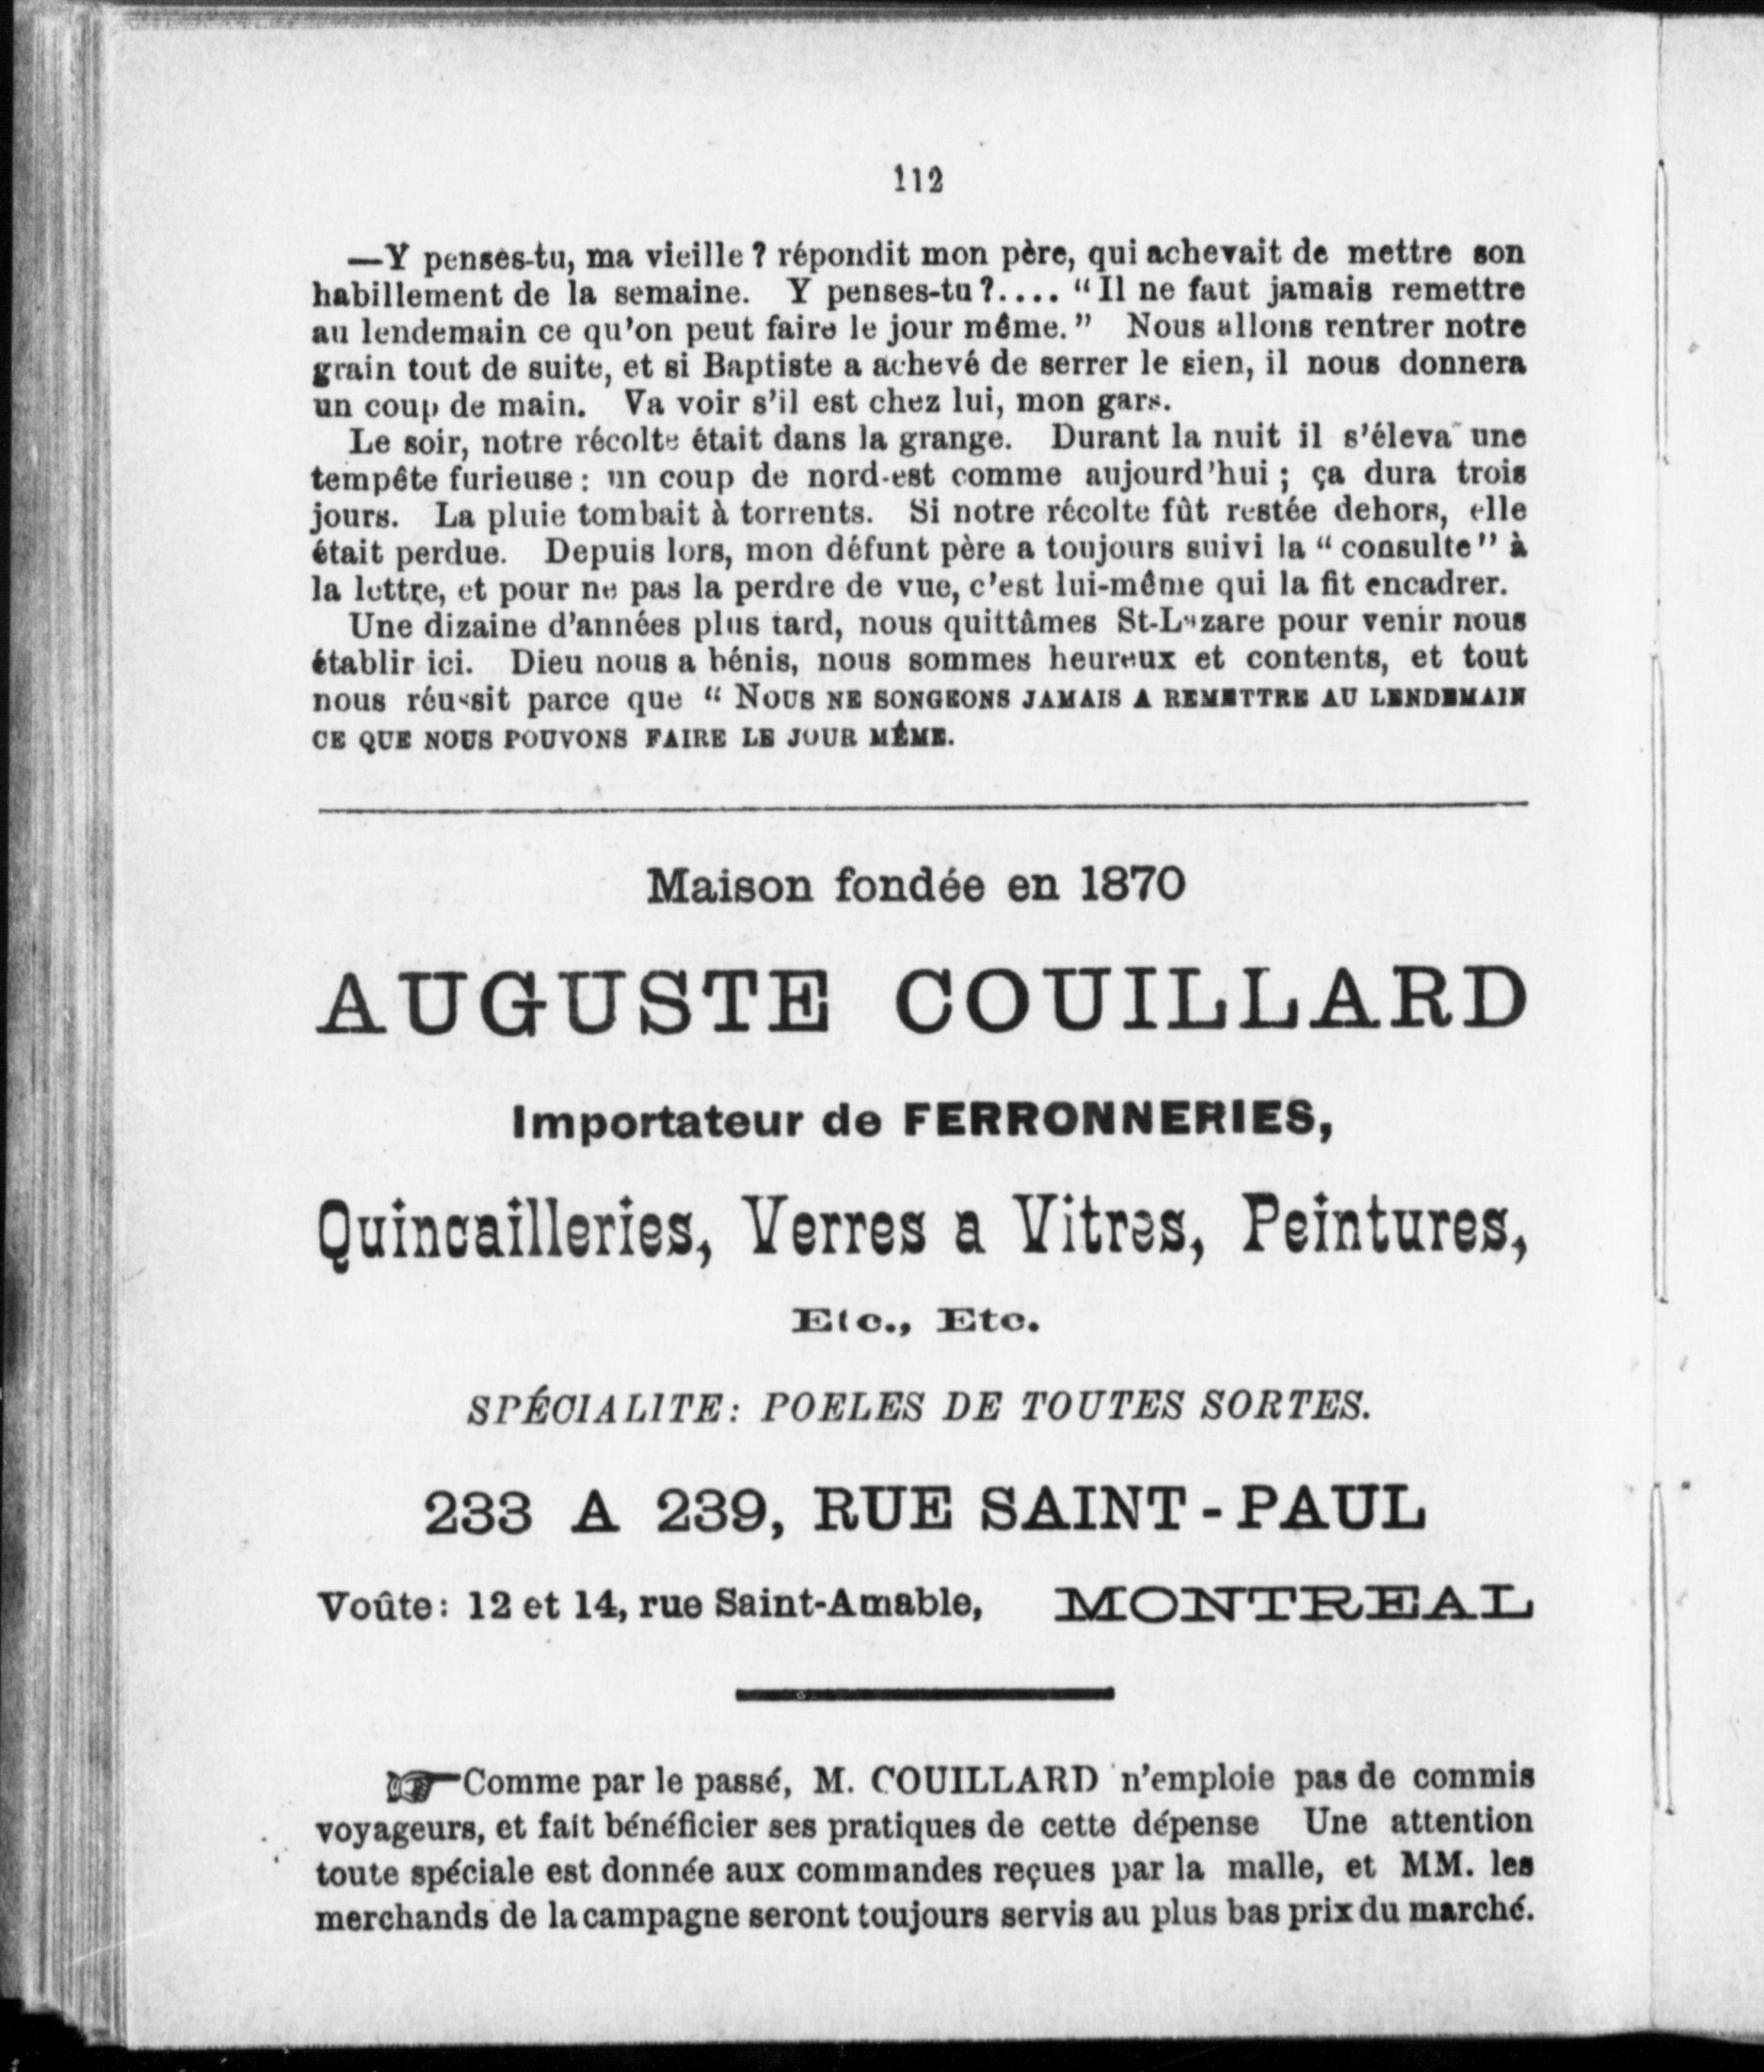 112
—Y penses-tu, ma vieille ? répondit mon père, qui achevait de mettre son
habillement de la semaine. Y penses-tu ?.... “ Il ne faut jamais remettre
au lendemain ce qu’on peut faire le jour même. ” Nous allons rentrer notre
grain tout de suite, et si Baptiste a achevé de serrer le sien, il nous donnera
un coup de main. Va voir s’il est chez lui, mon gars.
Le soir, notre récolte était dans la grange. Durant la nuit il s’éleva une
tempête furieuse : un coup de nord-est comme aujourd’hui ; ça dura trois
jours. La pluie tombait à torrents. Si notre récolte fût restée dehors, elle
était perdue. Depuis lors, mon défunt père a toujours suivi la “ consulte ” à
la lettre, et pour ne pas la perdre de vue, c’est lui-même qui la fit encadrer.
Une dizaine d’années plus tard, nous quittâmes St-Lazare pour venir nous
établir ici. Dieu nous a bénis, nous sommes heureux et contents, et tout
nous réussit parce que “ NOUS NE SONGEONS JAMAIS A REMETTRE AU LENDEMAIN
CE QUE NOUS POUVONS FAIRE LE JOUR MÊME.
Maison fondée en 1870
AUGUSTE COUILLARD
Importateur de FERRONNERIES,
Quincailleries, Verres a Vitres, Peintures,
Etc., Etc.
SPÉCIALITE: POELES DE TOUTES SORTES.
233 A 239, RUE SAINT-PAUL
Voûte: 12 et 14, rue Saint-Amable, MONTREAL
☞Comme par le passé, M. COUILLARD n’emploie pas de commis
voyageurs, et fait bénéficier ses pratiques de cette dépense Une attention
toute spéciale est donnée aux commandes reçues par la malle, et MM. les
merchands de la campagne seront toujours servis au plus bas prix du marché.